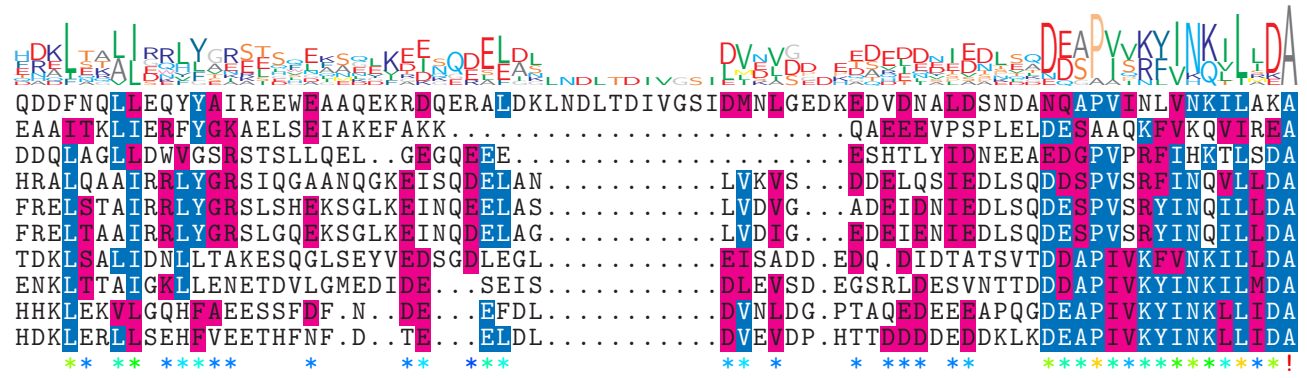 QDDFNQLLEQYYAIREEWEAAQEKRDQERALDKLNDLTDIVGSIDMNLGEDKEDVDNALDSNDANQAPVINLVNKILAKA
EAAITKLIERFYGKAELSEIAKEFAKK.........................QAEEEVPSPLELDESAAQKFVKQVIREA
DDQLAGLLDWVGSRSTSLLQEL..GEGQEEE.....................ESHTLYIDNEEAEDGPVPRFIHKTLSDA
HRALQAAIRRLYGRSIQGAANQGKEISQDELAN...........LVKVS...DDELQSIEDLSQDDSPVSRFINQVLLDA
FRELSTAIRRLYGRSLSHEKSGLKEINQEELAS...........LVDVG...ADEIDNIEDLSQDESPVSRYINQILLDA
FRELTAAIRRLYGRSLGQEKSGLKEINQDELAG...........LVDIG...EDEIENIEDLSQDESPVSRYINQILLDA
TDKLSALIDNLLTAKESQGLSEYVEDSGDLEGL...........EISADD.EDQ.DIDTATSVTDDAPIVKFVNKILLDA
ENKLTTAIGKLLENETDVLGMEDIDE...SEIS...........DLEVSD.EGSRLDESVNTTDDDAPIVKYINKILMDA
HHKLEKVLGQHFAEESSFDF.N..DE...EFDL...........DVNLDG.PTAQEDEEEAPQGDEAPIVKYINKLLIDA
HDKLERLLSEHFVEETHFNF.D..TE...ELDL...........DVEVDP.HTTDDDDEDDKLKDEAPIVKYINKLLIDA
** ** ***** * ** *** ** * * *** * ***************!